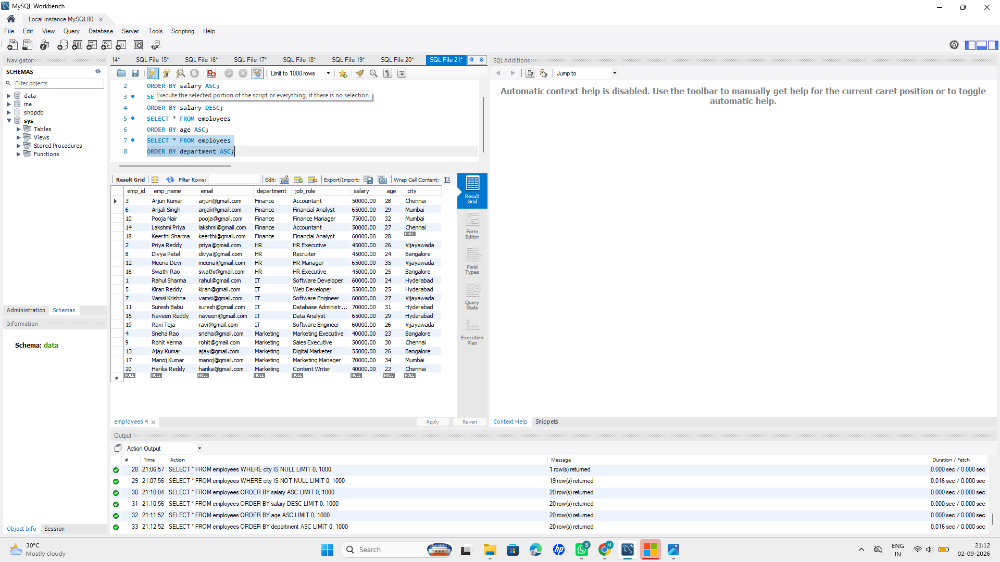 MySQL Workbench
Local instance MySQL80
File Edit View Query Database Server Tools Scripting Help
Navigator
SCHEMAS
Filter objects
data
me
shopdb
sys
Tables
Views
Stored Procedures
Functions
Administration Schemas
Information
Schema: data
Object Info Session
14* SQL File 15* SQL File 16* SQL File 17* SQL File 18* SQL File 19* SQL File 20* SQL File 21*
Limit to 1000 rows
2 ORDER BY salary ASC;
3 SE
Execute the selected portion of the script or everything, if there is no selection
4 ORDER BY salary DESC;
5 SELECT * FROM employees
6 ORDER BY age ASC;
7 SELECT * FROM employees
8 ORDER BY department ASC;
Result Grid Filter Rows: Edit: Export/Import: Wrap Cell Content:
emp_id emp_name email department job_role salary age city
3 Arjun Kumar arjun@gmail.com Finance Accountant 50000.00 28 Chennai
6 Anjali Singh anjali@gmail.com Finance Financial Analyst 65000.00 29 Mumbai
10 Pooja Nair pooja@gmail.com Finance Finance Manager 75000.00 32 Mumbai
14 Lakshmi Priya lakshmi@gmail.com Finance Accountant 50000.00 27 Chennai
18 Keerthi Sharma keerthi@gmail.com Finance Financial Analyst 60000.00 28 NULL
2 Priya Reddy priya@gmail.com HR HR Executive 45000.00 26 Vijayawada
8 Divya Patel divya@gmail.com HR Recruiter 45000.00 24 Bangalore
12 Meena Devi meena@gmail.com HR HR Manager 65000.00 35 Vijayawada
16 Swathi Rao swathi@gmail.com HR HR Executive 45000.00 25 Bangalore
1 Rahul Sharma rahul@gmail.com IT Software Developer 60000.00 24 Hyderabad
5 Kiran Reddy kiran@gmail.com IT Web Developer 55000.00 25 Hyderabad
7 Vamsi Krishna vamsi@gmail.com IT Software Engineer 60000.00 27 Vijayawada
11 Suresh Babu suresh@gmail.com IT Database Administr... 70000.00 31 Hyderabad
15 Naveen Reddy naveen@gmail.com IT Data Analyst 65000.00 29 Hyderabad
19 Ravi Teja ravi@gmail.com IT Software Engineer 60000.00 26 Vijayawada
4 Sneha Rao sneha@gmail.com Marketing Marketing Executive 40000.00 23 Bangalore
9 Rohit Verma rohit@gmail.com Marketing Sales Executive 50000.00 30 Chennai
13 Ajay Kumar ajay@gmail.com Marketing Digital Marketer 55000.00 26 Bangalore
17 Manoj Kumar manoj@gmail.com Marketing Marketing Manager 70000.00 34 Mumbai
20 Harika Reddy harika@gmail.com Marketing Content Writer 40000.00 22 Chennai
NULL NULL NULL NULL NULL NULL NULL NULL
Result Grid
Form Editor
Field Types
Query Stats
Execution Plan
employees 4 Apply Revert
SQLAdditions
Jump to
Automatic context help is disabled. Use the toolbar to manually get help for the current caret position or to toggle
automatic help.
Context Help Snippets
Output
Action Output
# Time Action Message Duration / Fetch
28 21:06:57 SELECT * FROM employees WHERE city IS NULL LIMIT 0, 1000 1 row(s) returned 0.000 sec / 0.000 sec
29 21:07:56 SELECT * FROM employees WHERE city IS NOT NULL LIMIT 0, 1000 19 row(s) returned 0.016 sec / 0.000 sec
30 21:10:04 SELECT * FROM employees ORDER BY salary ASC LIMIT 0, 1000 20 row(s) returned 0.000 sec / 0.000 sec
31 21:10:56 SELECT * FROM employees ORDER BY salary DESC LIMIT 0, 1000 20 row(s) returned 0.000 sec / 0.000 sec
32 21:11:52 SELECT * FROM employees ORDER BY age ASC LIMIT 0, 1000 20 row(s) returned 0.000 sec / 0.000 sec
33 21:12:52 SELECT * FROM employees ORDER BY department ASC LIMIT 0, 1000 20 row(s) returned 0.016 sec / 0.000 sec
30°C
Mostly cloudy
Search
3
M
ENG
IN
21:12
02-09-2026